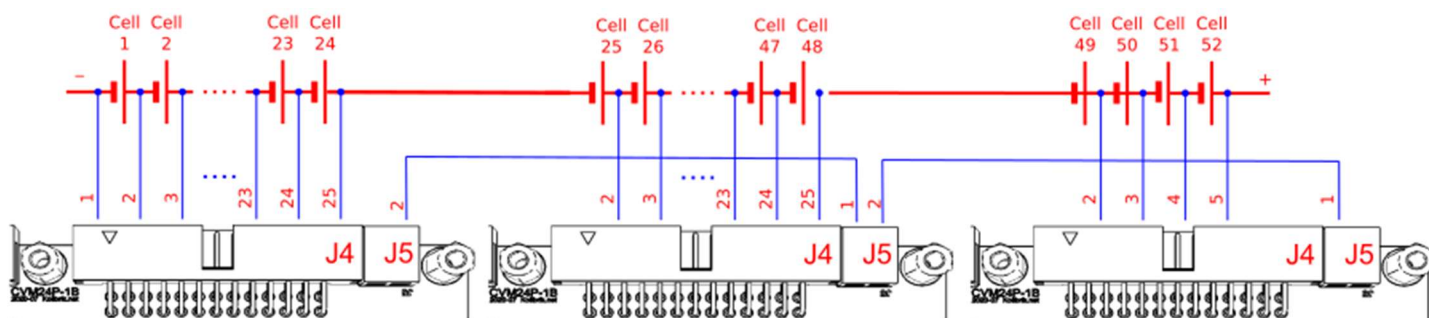 Cell 1
Cell 2
Cell 23
Cell 24
Cell 25
Cell 26
Cell 47
Cell 48
Cell 49
Cell 50
Cell 51
Cell 52
−
....
....
+
1
2
3
....
23
24
25
2
2
3
....
23
24
25
1
2
2
3
4
5
1
J4
J5
J4
J5
J4
J5
CVM24P-1B
CVM24P-1B
CVM24P-1B